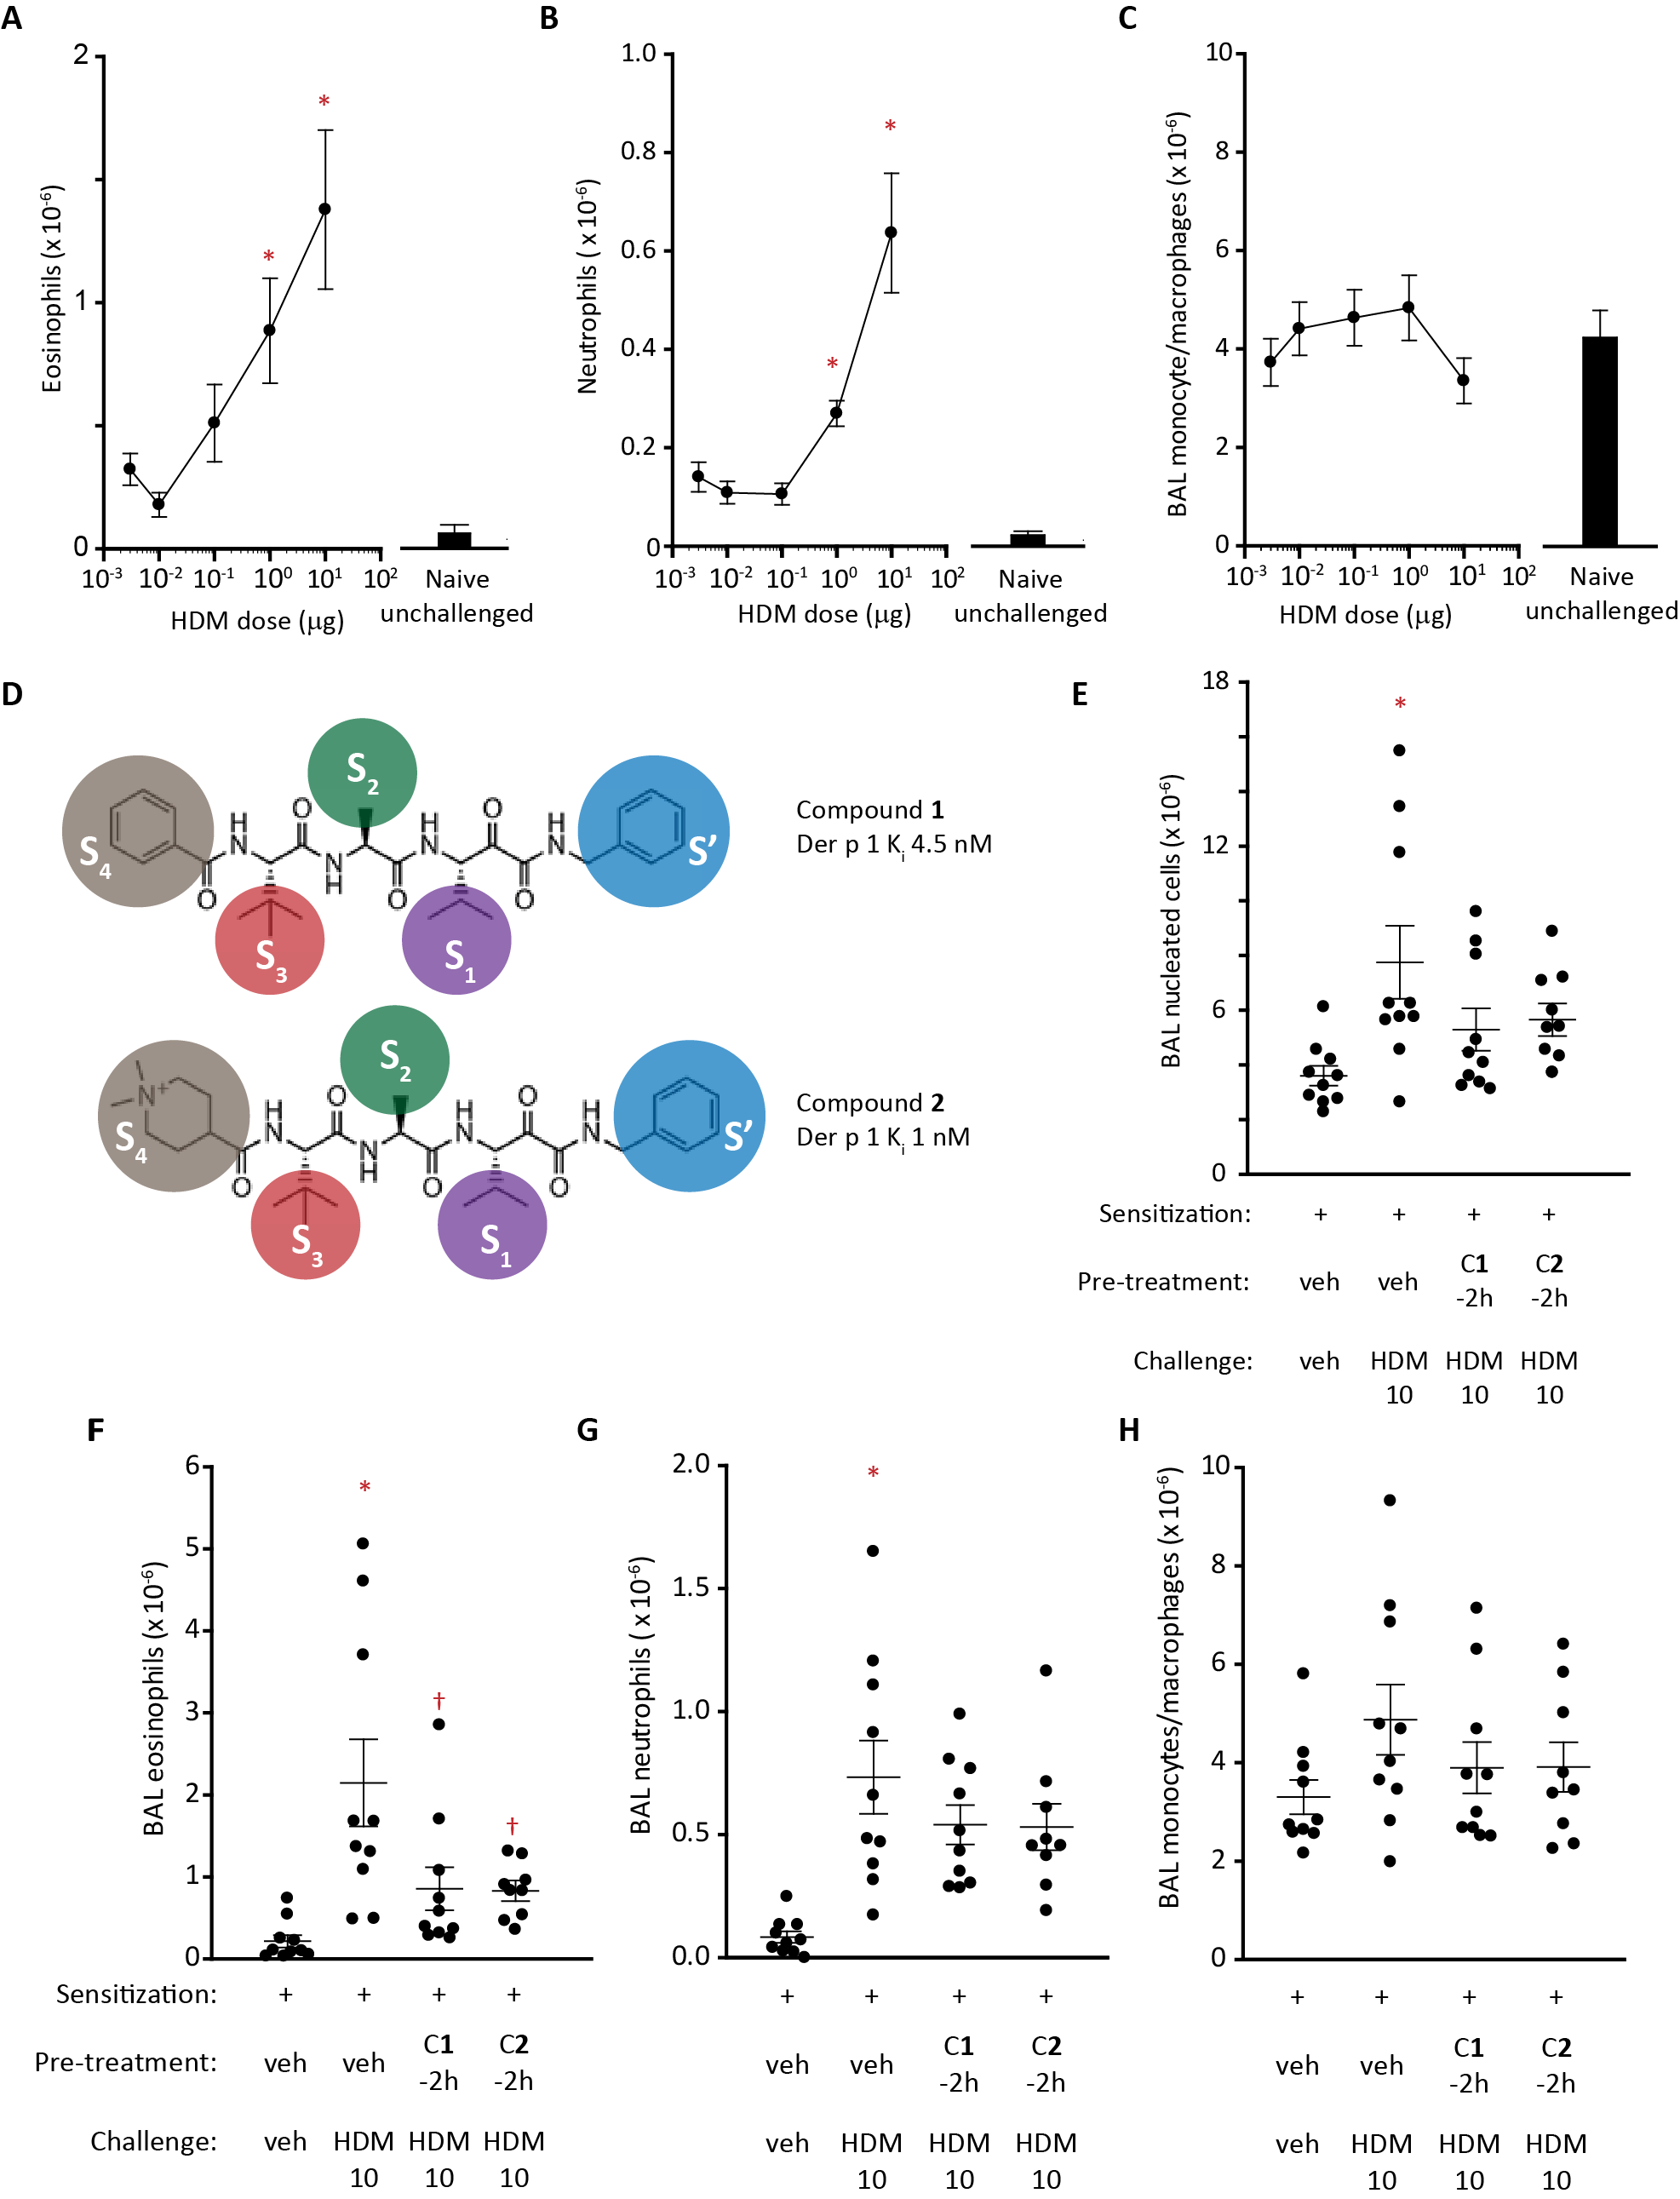 A
B
C
2
1
0
Eosinophils (x 10-6)
*
*
10-3 10-2 10-1 100 101 102
HDM dose (µg)
Naive
unchallenged
1.0
0.8
0.6
0.4
0.2
0
Neutrophils ( x 10-6)
*
*
10-3 10-2 10-1 100 101 102
HDM dose (µg)
Naive
unchallenged
10
8
6
4
2
0
BAL monocyte/macrophages (x 10-6)
10-3 10-2 10-1 100 101 102
HDM dose (µg)
Naive
unchallenged
D
S4
S3
S2
S1
S'
H
N
O
O
N
H
O
H
N
O
O
H
N
Compound 1
Der p 1 Ki 4.5 nM
N+
S4
S3
S2
S1
S'
H
N
O
O
N
H
O
H
N
O
O
H
N
Compound 2
Der p 1 Ki 1 nM
E
18
12
6
0
BAL nucleated cells (x 10-6)
*
Sensitization: + + + +
Pre-treatment: veh veh C1 C2
-2h -2h
Challenge: veh HDM HDM HDM
10 10 10
F
6
5
4
3
2
1
0
BAL eosinophils (x 10-6)
*
†
†
Sensitization: + + + +
Pre-treatment: veh veh C1 C2
-2h -2h
Challenge: veh HDM HDM HDM
10 10 10
G
2.0
1.5
1.0
0.5
0.0
BAL neutrophils ( x 10-6)
*
+ + + +
veh veh C1 C2
-2h -2h
veh HDM HDM HDM
10 10 10
H
10
8
6
4
2
0
BAL monocytes/macrophages (x 10-6)
+ + + +
veh veh C1 C2
-2h -2h
veh HDM HDM HDM
10 10 10